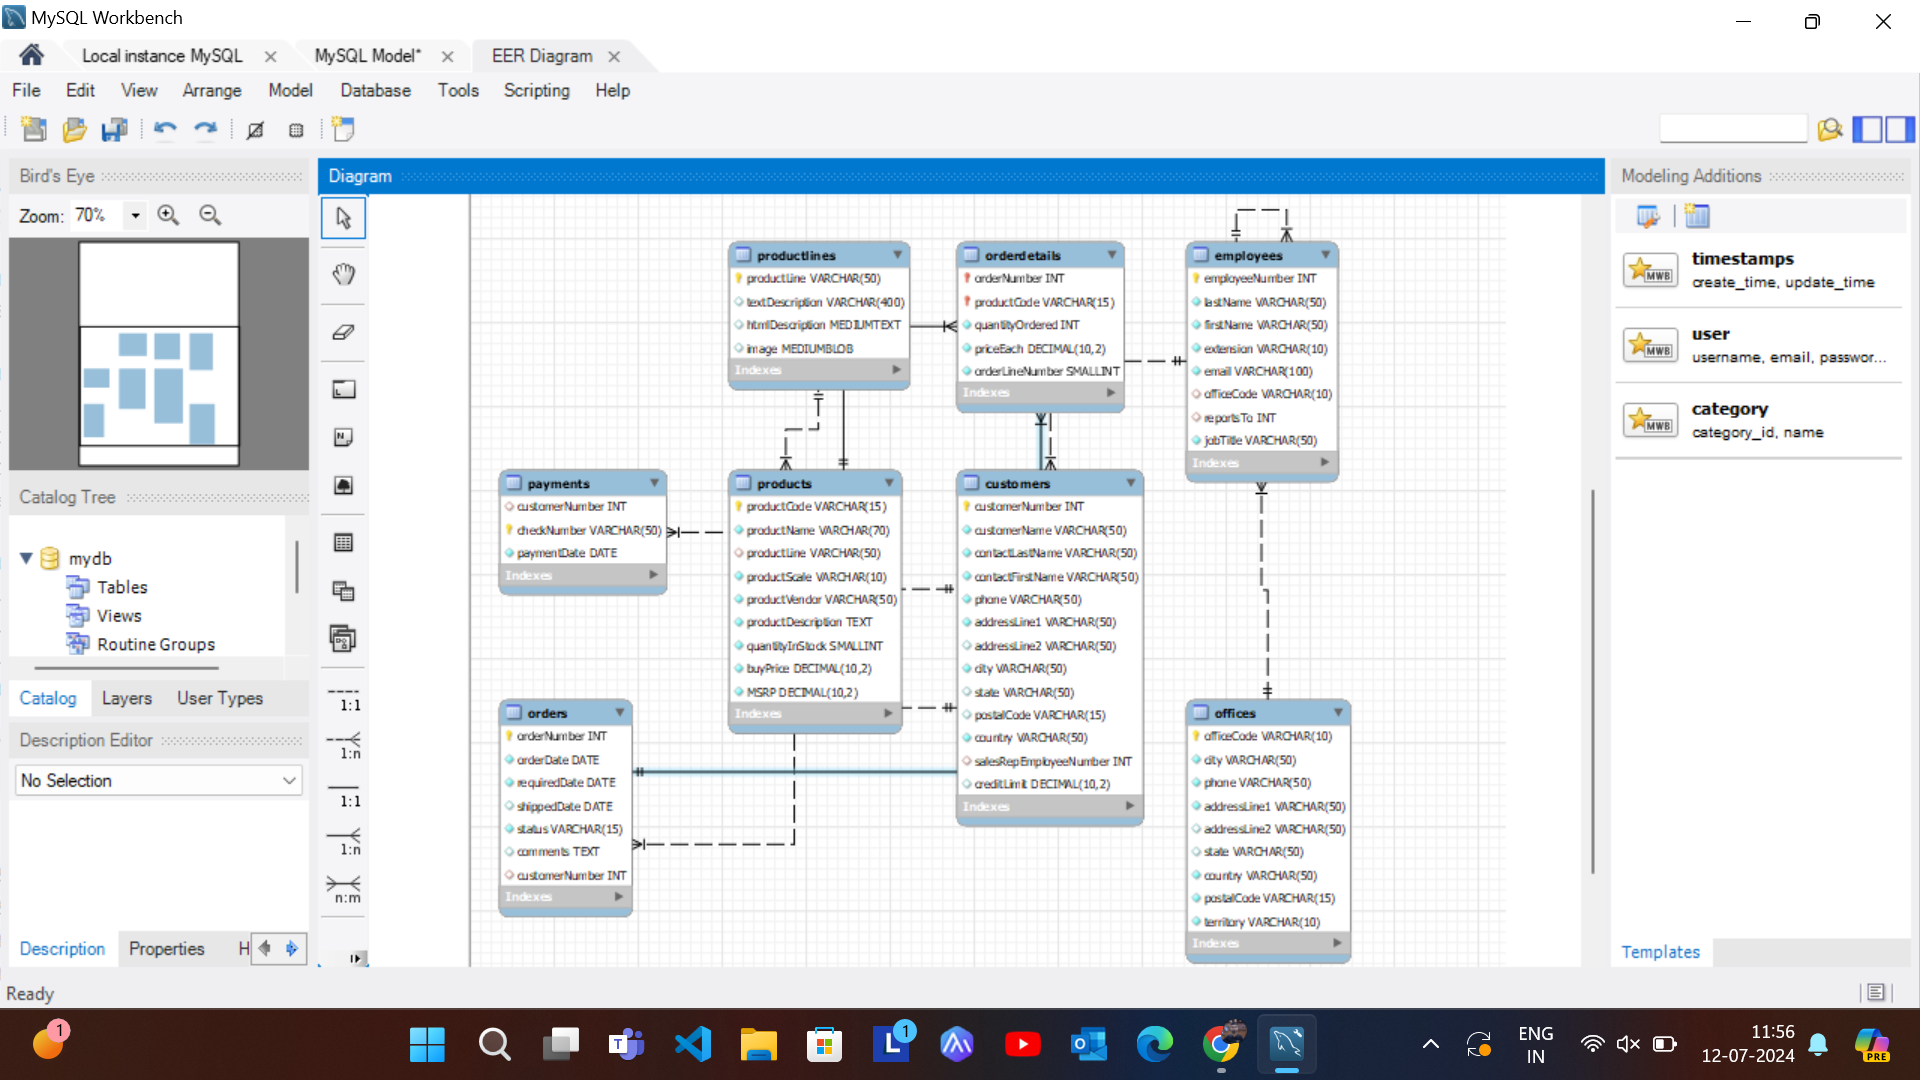 MySQL Workbench
Local instance MySQL
MySQL Model*
EER Diagram
File Edit View Arrange Model Database Tools Scripting Help
Bird's Eye
Zoom: 70%
Catalog Tree
mydb
Tables
Views
Routine Groups
Catalog Layers User Types
Description Editor
No Selection
Description Properties H
Ready
Diagram
1:1
1:n
1:1
1:n
n:m
productlines
productLine VARCHAR(50)
textDescription VARCHAR(400)
htmlDescription MEDIUMTEXT
image MEDIUMBLOB
Indexes
orderdetails
orderNumber INT
productCode VARCHAR(15)
quantityOrdered INT
priceEach DECIMAL(10,2)
orderLineNumber SMALLINT
Indexes
employees
employeeNumber INT
lastName VARCHAR(50)
firstName VARCHAR(50)
extension VARCHAR(10)
email VARCHAR(100)
officeCode VARCHAR(10)
reportsTo INT
jobTitle VARCHAR(50)
Indexes
payments
customerNumber INT
checkNumber VARCHAR(50)
paymentDate DATE
Indexes
products
productCode VARCHAR(15)
productName VARCHAR(70)
productLine VARCHAR(50)
productScale VARCHAR(10)
productVendor VARCHAR(50)
productDescription TEXT
quantityInStock SMALLINT
buyPrice DECIMAL(10,2)
MSRP DECIMAL(10,2)
Indexes
customers
customerNumber INT
customerName VARCHAR(50)
contactLastName VARCHAR(50)
contactFirstName VARCHAR(50)
phone VARCHAR(50)
addressLine1 VARCHAR(50)
addressLine2 VARCHAR(50)
city VARCHAR(50)
state VARCHAR(50)
postalCode VARCHAR(15)
country VARCHAR(50)
salesRepEmployeeNumber INT
creditLimit DECIMAL(10,2)
Indexes
orders
orderNumber INT
orderDate DATE
requiredDate DATE
shippedDate DATE
status VARCHAR(15)
comments TEXT
customerNumber INT
Indexes
offices
officeCode VARCHAR(10)
city VARCHAR(50)
phone VARCHAR(50)
addressLine1 VARCHAR(50)
addressLine2 VARCHAR(50)
state VARCHAR(50)
country VARCHAR(50)
postalCode VARCHAR(15)
territory VARCHAR(10)
Indexes
Modeling Additions
MWB
timestamps
create_time, update_time
MWB
user
username, email, passwor...
MWB
category
category_id, name
Templates
1
1
ENG
IN
11:56
12-07-2024
PRE